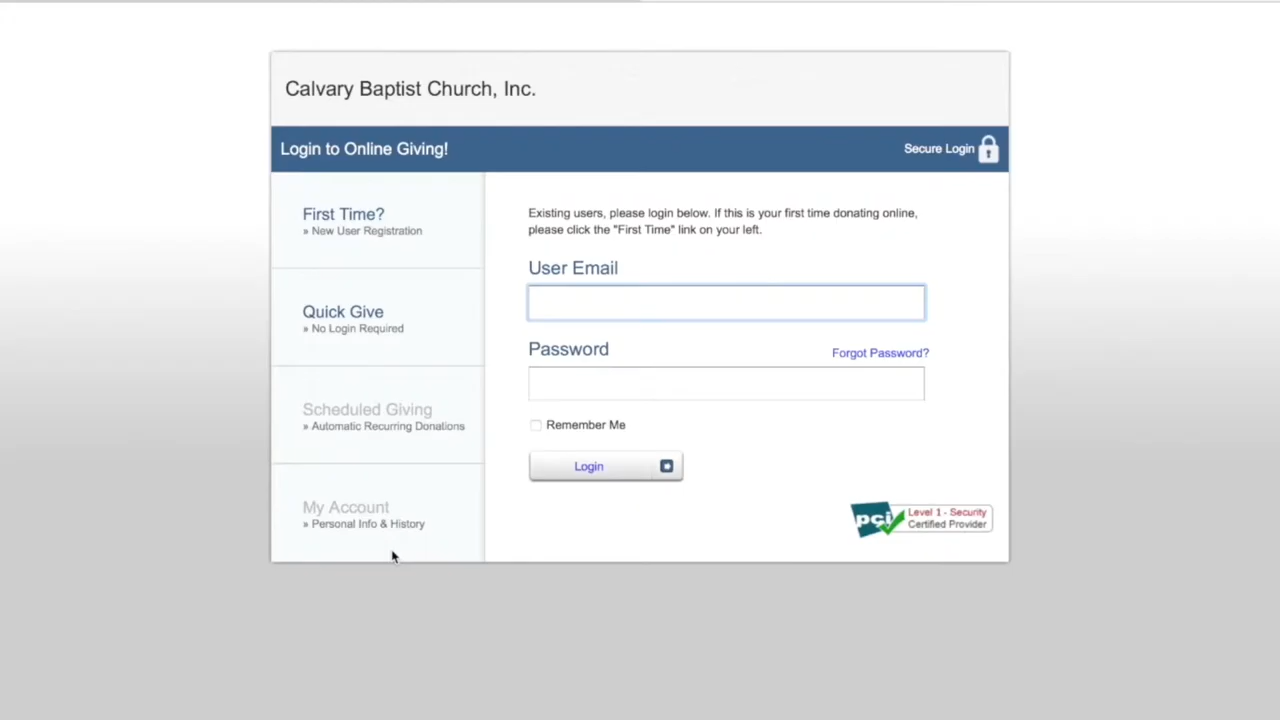 Calvary Baptist Church, Inc.
Login to Online Giving!
Secure Login
First Time?
» New User Registration
Quick Give
» No Login Required
Scheduled Giving
» Automatic Recurring Donations
My Account
» Personal Info & History
Existing users, please login below. If this is your first time donating online,
please click the "First Time" link on your left.
User Email
Password
Forgot Password?
Remember Me
Login
pci
Level 1 - Security
Certified Provider